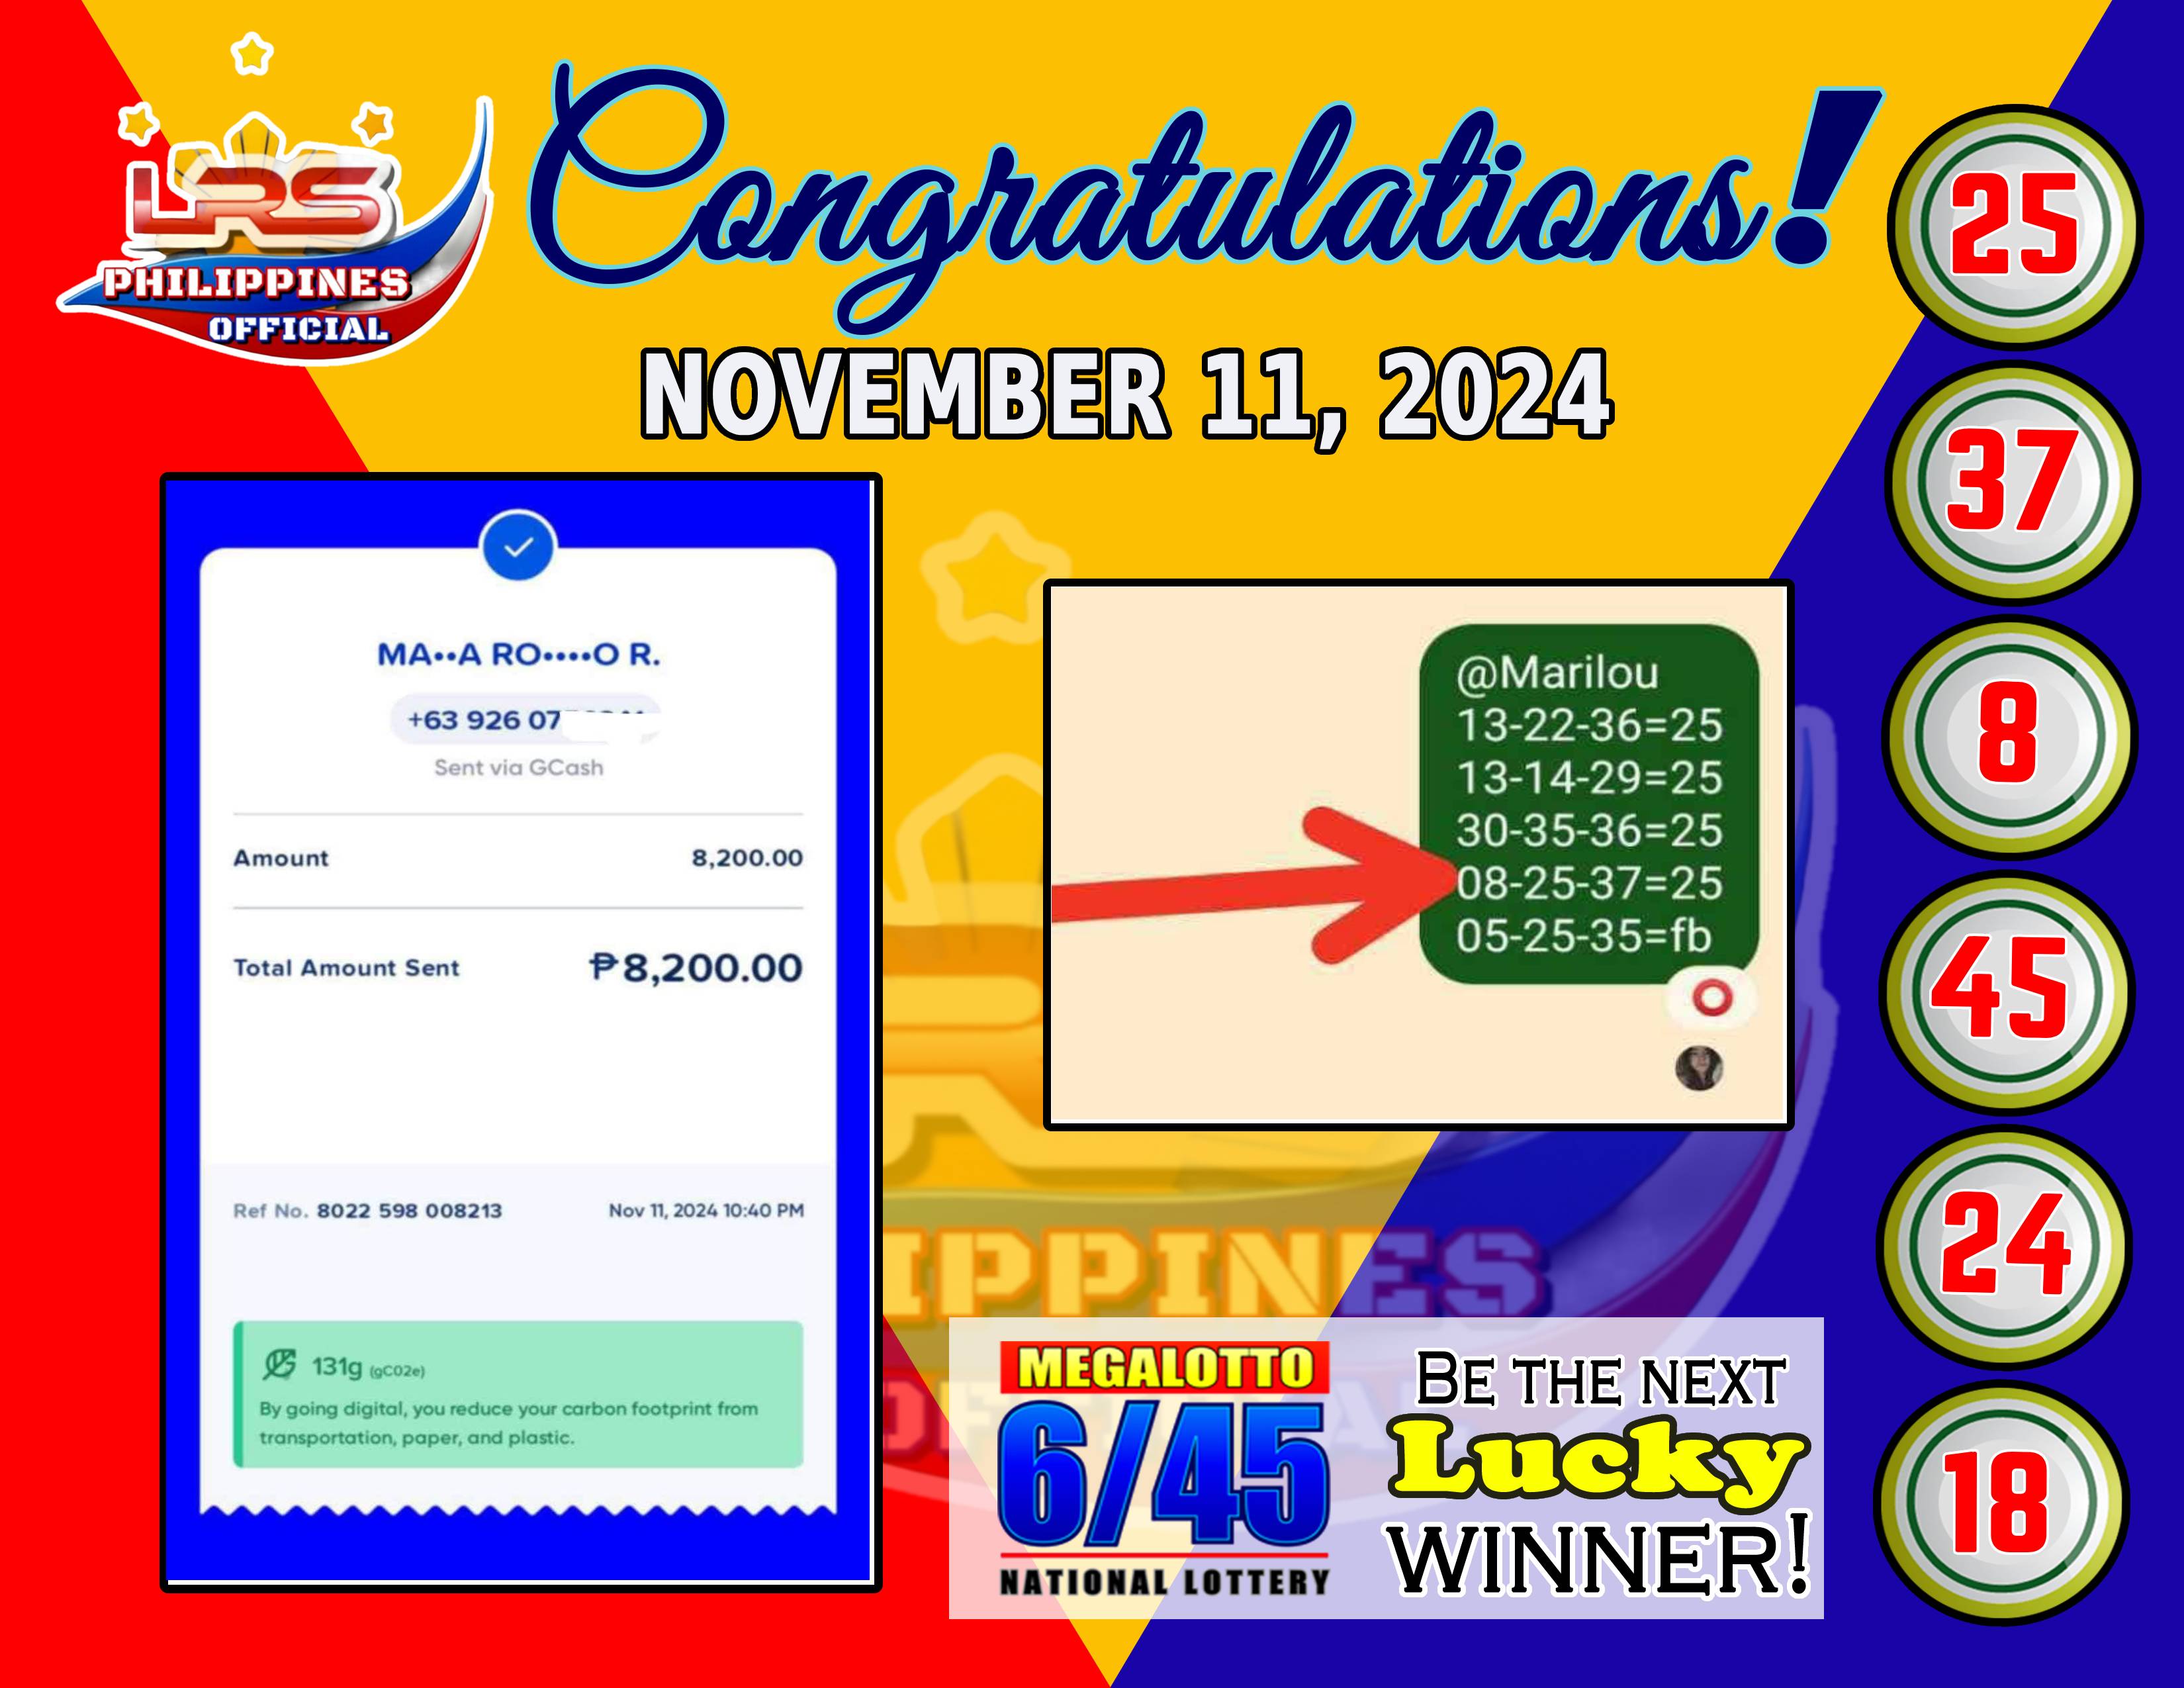 LRS
PHILIPPINES
OFFICIAL
Congratulations!
NOVEMBER 11, 2024
MA••A RO••••O R.
+63 926 07
Sent via GCash
Amount 8,200.00
Total Amount Sent ₱8,200.00
Ref No. 8022 598 008213 Nov 11, 2024 10:40 PM
131g (gCO2e)
By going digital, you reduce your carbon footprint from
transportation, paper, and plastic.
@Marilou
13-22-36=25
13-14-29=25
30-35-36=25
08-25-37=25
05-25-35=fb
MEGALOTTO
6/45
NATIONAL LOTTERY
BE THE NEXT
Lucky
WINNER!
25
37
8
45
24
18